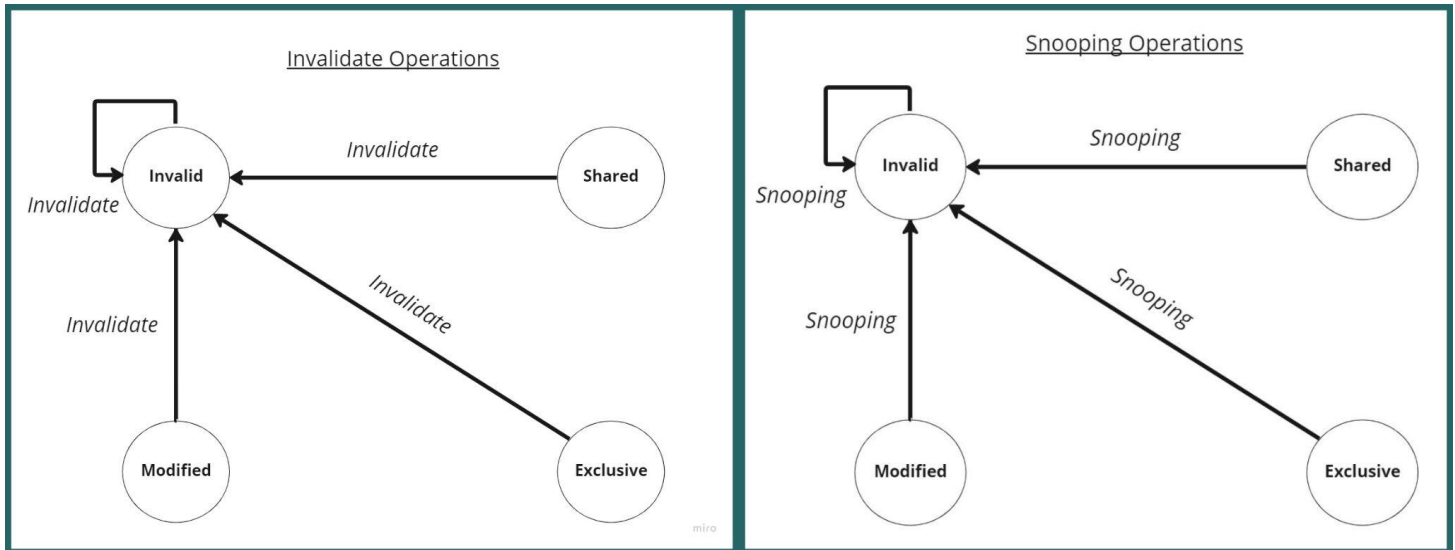 Invalidate Operations
Invalidate
Invalid
Shared
Invalidate
Invalidate
Invalidate
Modified
Exclusive
miro
Snooping Operations
Snooping
Invalid
Shared
Snooping
Snooping
Snooping
Modified
Exclusive